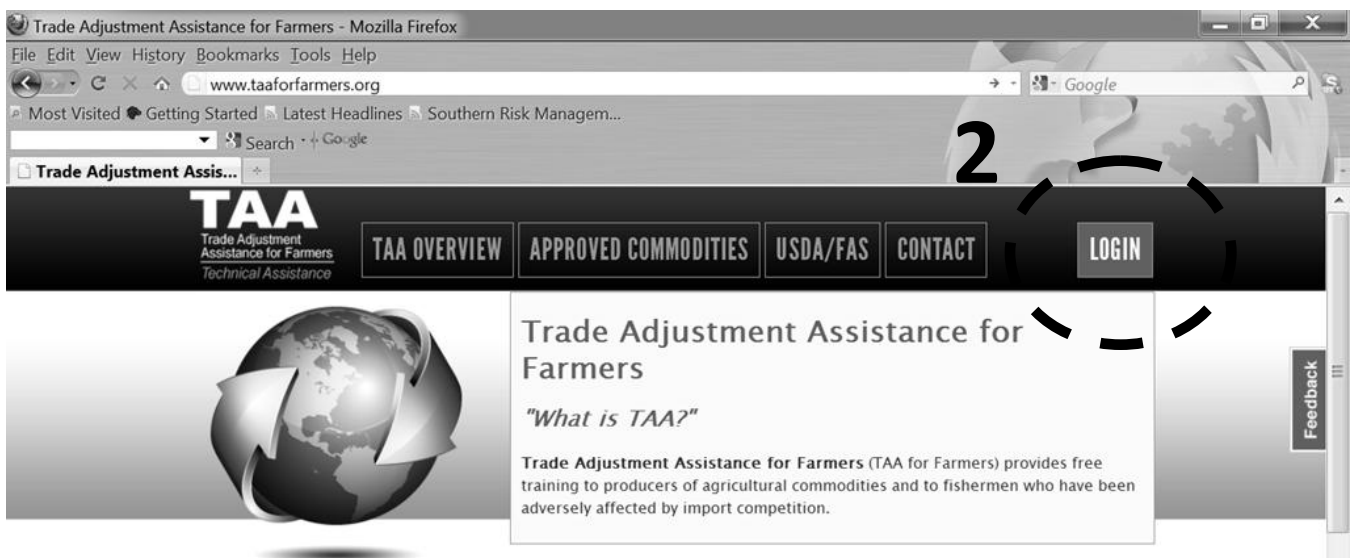 Trade Adjustment Assistance for Farmers - Mozilla Firefox
File Edit View History Bookmarks Tools Help
www.taaforfarmers.org
Google
Most Visited Getting Started Latest Headlines Southern Risk Managem...
Search Google
2
Trade Adjustment Assis...
TAA
Trade Adjustment
Assistance for Farmers
Technical Assistance
TAA OVERVIEW APPROVED COMMODITIES USDA/FAS CONTACT LOGIN
Trade Adjustment Assistance for
Farmers
"What is TAA?"
Trade Adjustment Assistance for Farmers (TAA for Farmers) provides free
training to producers of agricultural commodities and to fishermen who have been
adversely affected by import competition.
Feedback